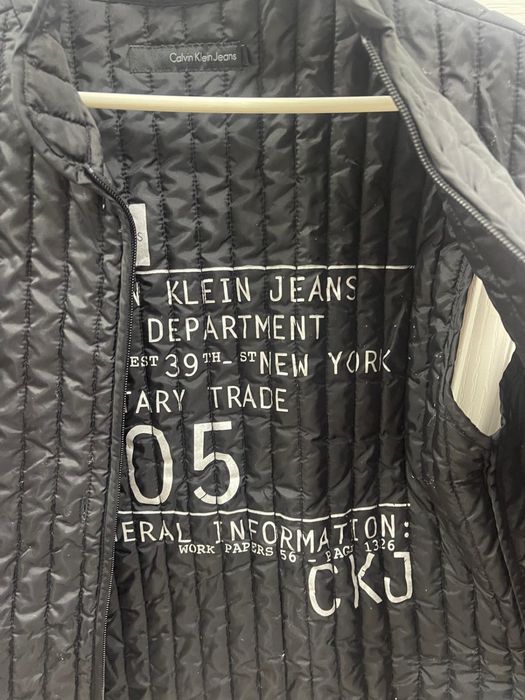 Calvin Klein Jeans
N KLEIN JEANS
DEPARTMENT
EST 39TH-ST NEW YORK
TARY TRADE
05
ERAL INFORMATION:
WORK PAPERS 56 - PAGE 1326
CKJ